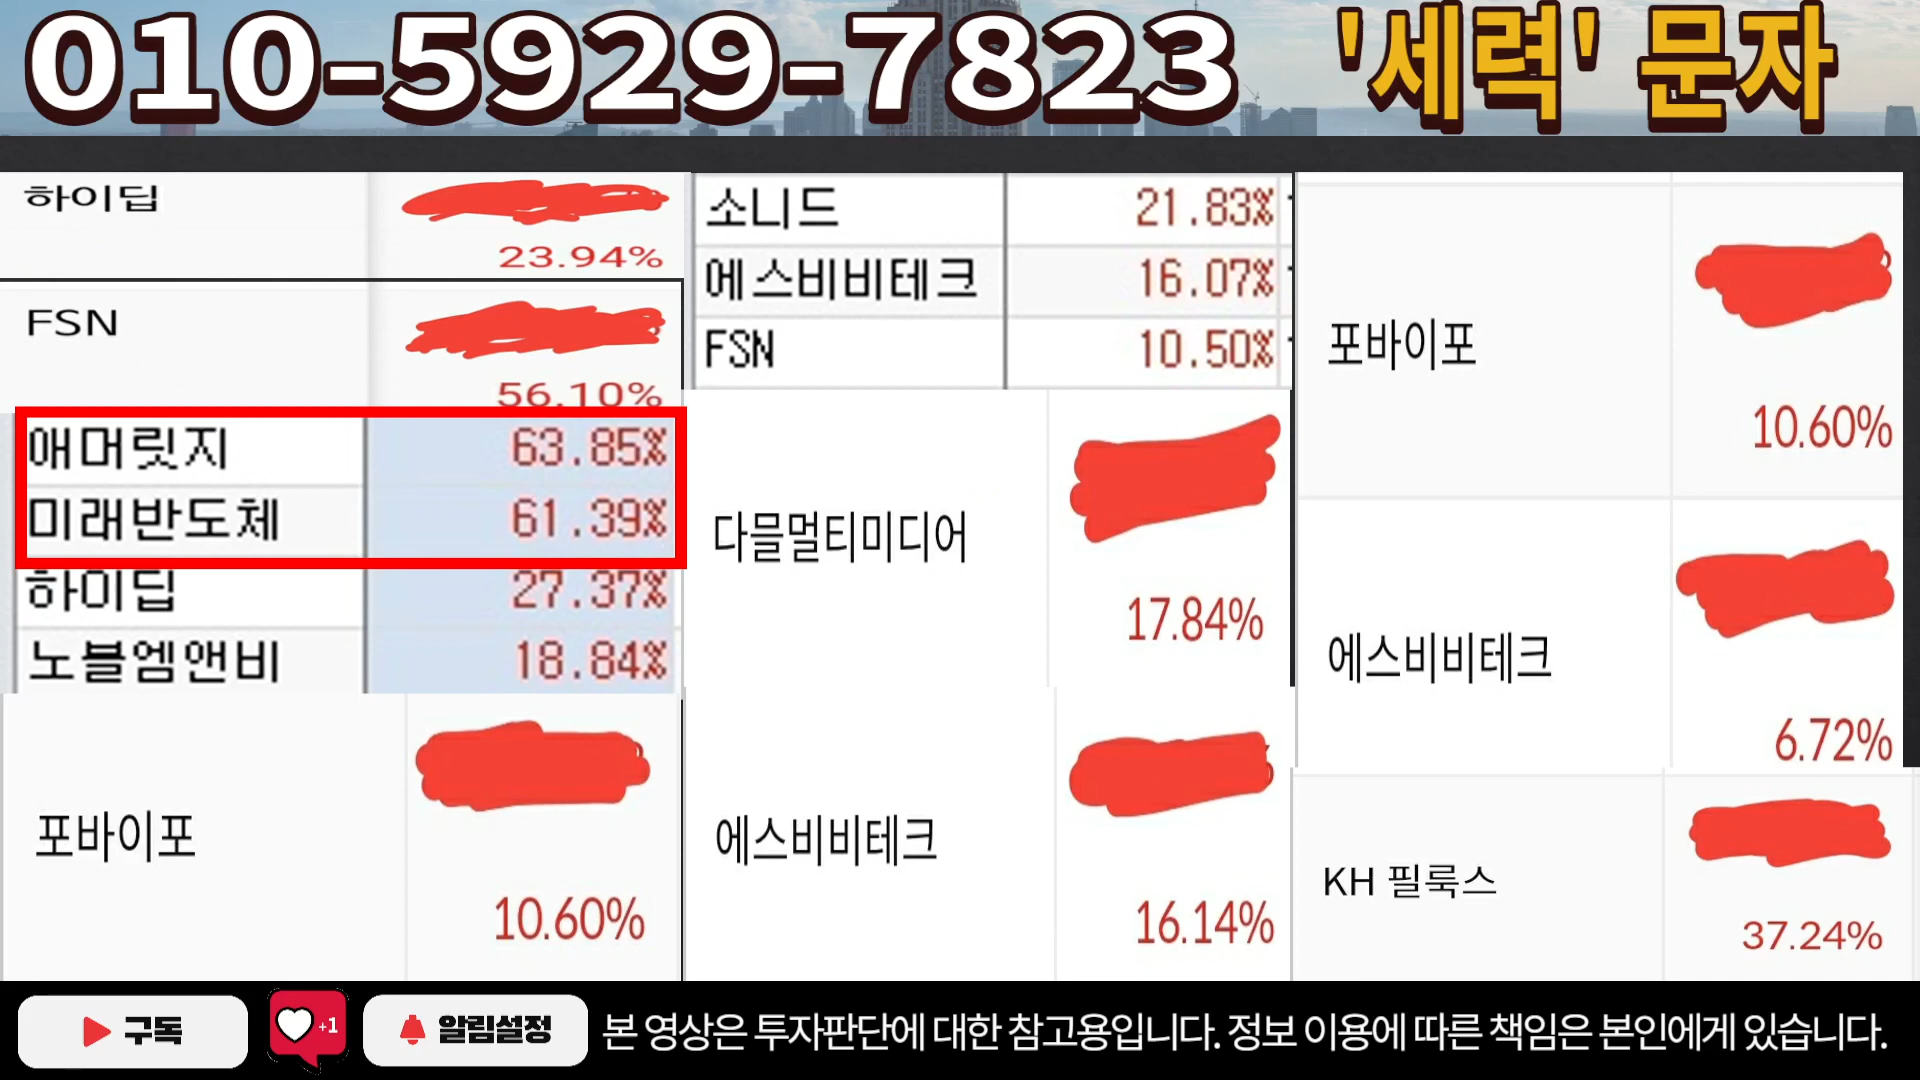 010-5929-7823 '세력' 문자
하이딥
23.94%
FSN
56.10%
애머릿지 63.85%
미래반도체 61.39%
하이딥 27.37%
노블엠앤비 18.84%
포바이포
10.60%
소니드 21.83%
에스비비테크 16.07%
FSN 10.50%
다믈멀티미디어
17.84%
에스비비테크
16.14%
포바이포
10.60%
에스비비테크
6.72%
KH 필룩스
37.24%
구독 +1 알림설정 본 영상은 투자판단에 대한 참고용입니다. 정보 이용에 따른 책임은 본인에게 있습니다.